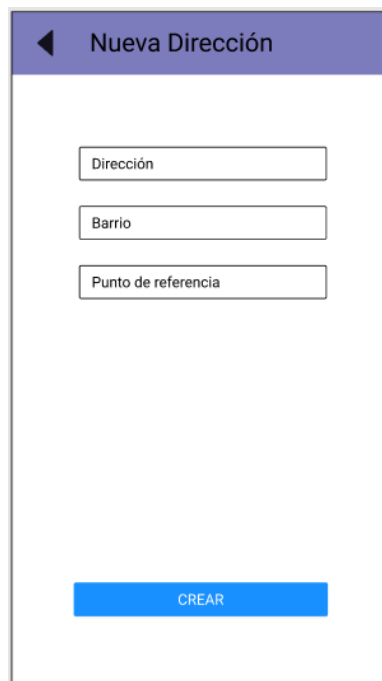 Nueva Dirección
Dirección
Barrio
Punto de referencia
CREAR